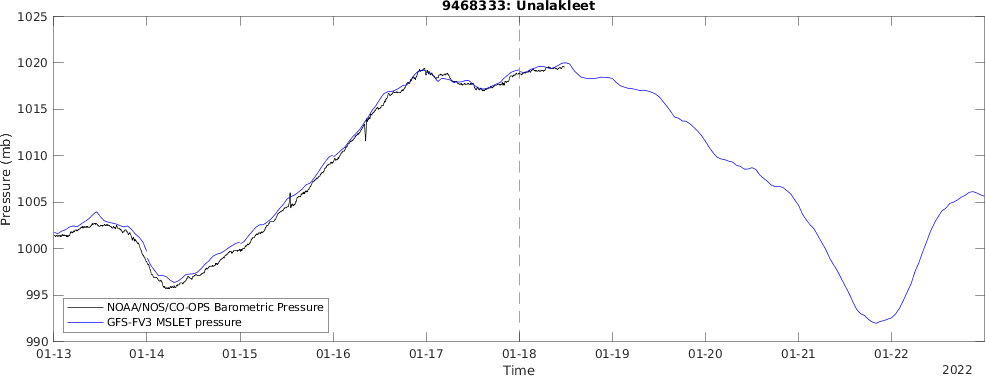 9468333: Unalakleet
1025
1020
1015
1010
1005
1000
995
990
Pressure (mb)
NOAA/NOS/CO-OPS Barometric Pressure
GFS-FV3 MSLET pressure
01-13 01-14 01-15 01-16 01-17 01-18 01-19 01-20 01-21 01-22
Time
2022